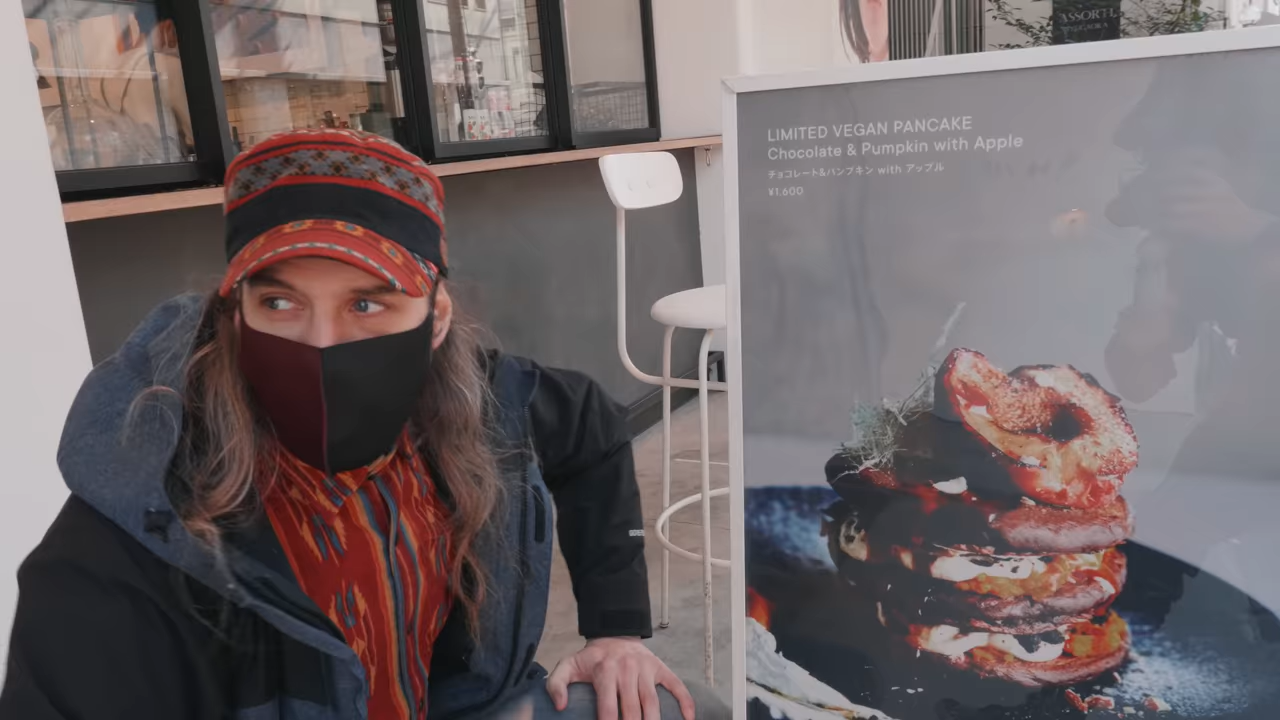 ASSORTI
LIMITED VEGAN PANCAKE
Chocolate & Pumpkin with Apple
チョコレート&パンプキン with アップル
¥1,600